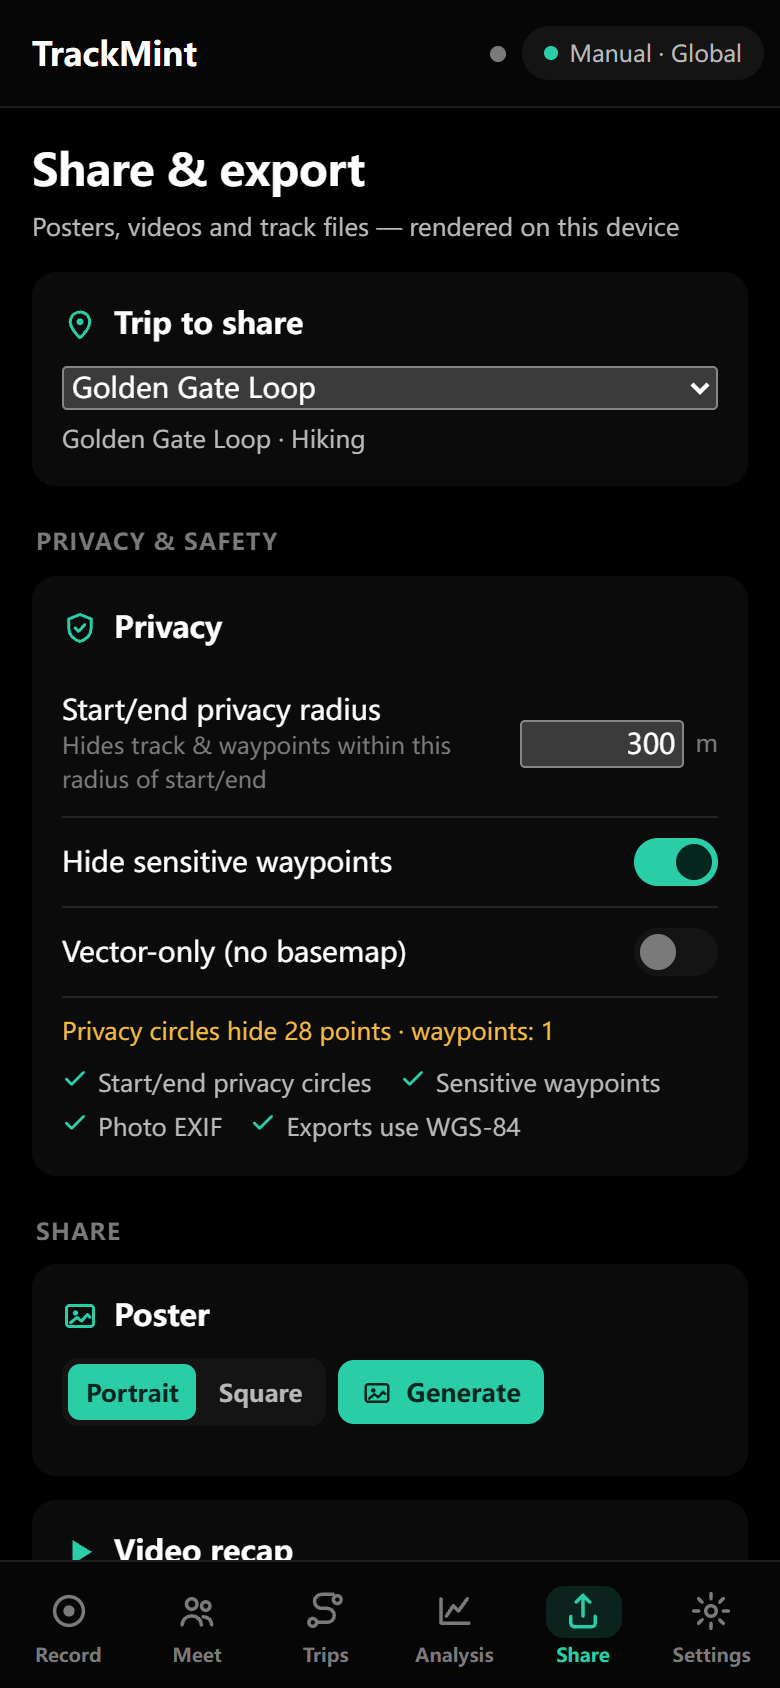 TrackMint
Manual · Global
Share & export
Posters, videos and track files — rendered on this device
Trip to share
Golden Gate Loop
Golden Gate Loop · Hiking
PRIVACY & SAFETY
Privacy
Start/end privacy radius
Hides track & waypoints within this
radius of start/end
300 m
Hide sensitive waypoints
Vector-only (no basemap)
Privacy circles hide 28 points · waypoints: 1
Start/end privacy circles Sensitive waypoints
Photo EXIF Exports use WGS-84
SHARE
Poster
Portrait Square Generate
Video recap
Record Meet Trips Analysis Share Settings